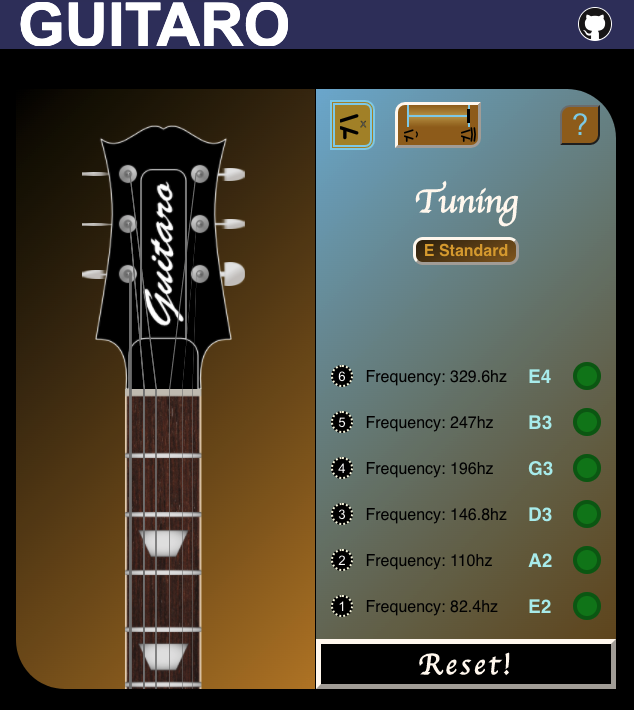 GUITARO
?
Guitaro
Tuning
E Standard
6 Frequency: 329.6hz E4
5 Frequency: 247hz B3
4 Frequency: 196hz G3
3 Frequency: 146.8hz D3
2 Frequency: 110hz A2
1 Frequency: 82.4hz E2
Reset!